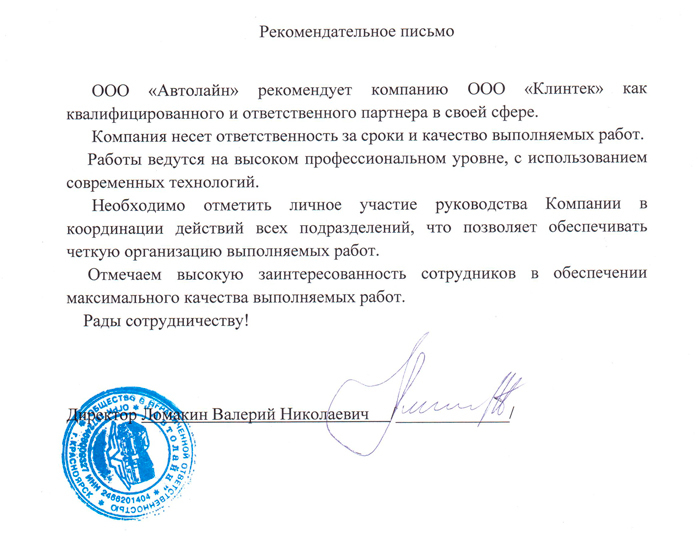 Рекомендательное письмо
ООО «Автолайн» рекомендует компанию ООО «Клинтек» как
квалифицированного и ответственного партнера в своей сфере.
Компания несет ответственность за сроки и качество выполняемых работ.
Работы ведутся на высоком профессиональном уровне, с использованием
современных технологий.
Необходимо отметить личное участие руководства Компании в
координации действий всех подразделений, что позволяет обеспечивать
четкую организацию выполняемых работ.
Отмечаем высокую заинтересованность сотрудников в обеспечении
максимального качества выполняемых работ.
Рады сотрудничеству!
Директор Ломакин Валерий Николаевич / /
ОБЩЕСТВО С ОГРАНИЧЕННОЙ ОТВЕТСТВЕННОСТЬЮ
г.КРАСНОЯРСК
ИНН 2466201404
"Автолайн"